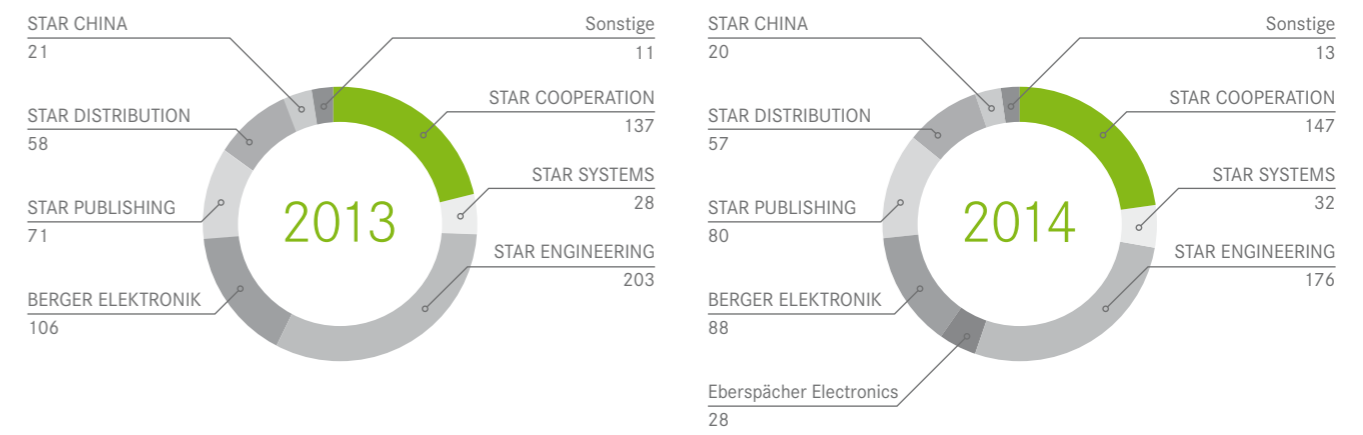 STAR CHINA
21
Sonstige
11
STAR DISTRIBUTION
58
STAR COOPERATION
137
STAR SYSTEMS
28
STAR PUBLISHING
71
2013
STAR ENGINEERING
203
BERGER ELEKTRONIK
106
STAR CHINA
20
Sonstige
13
STAR DISTRIBUTION
57
STAR COOPERATION
147
STAR SYSTEMS
32
STAR PUBLISHING
80
2014
STAR ENGINEERING
176
BERGER ELEKTRONIK
88
Eberspächer Electronics
28